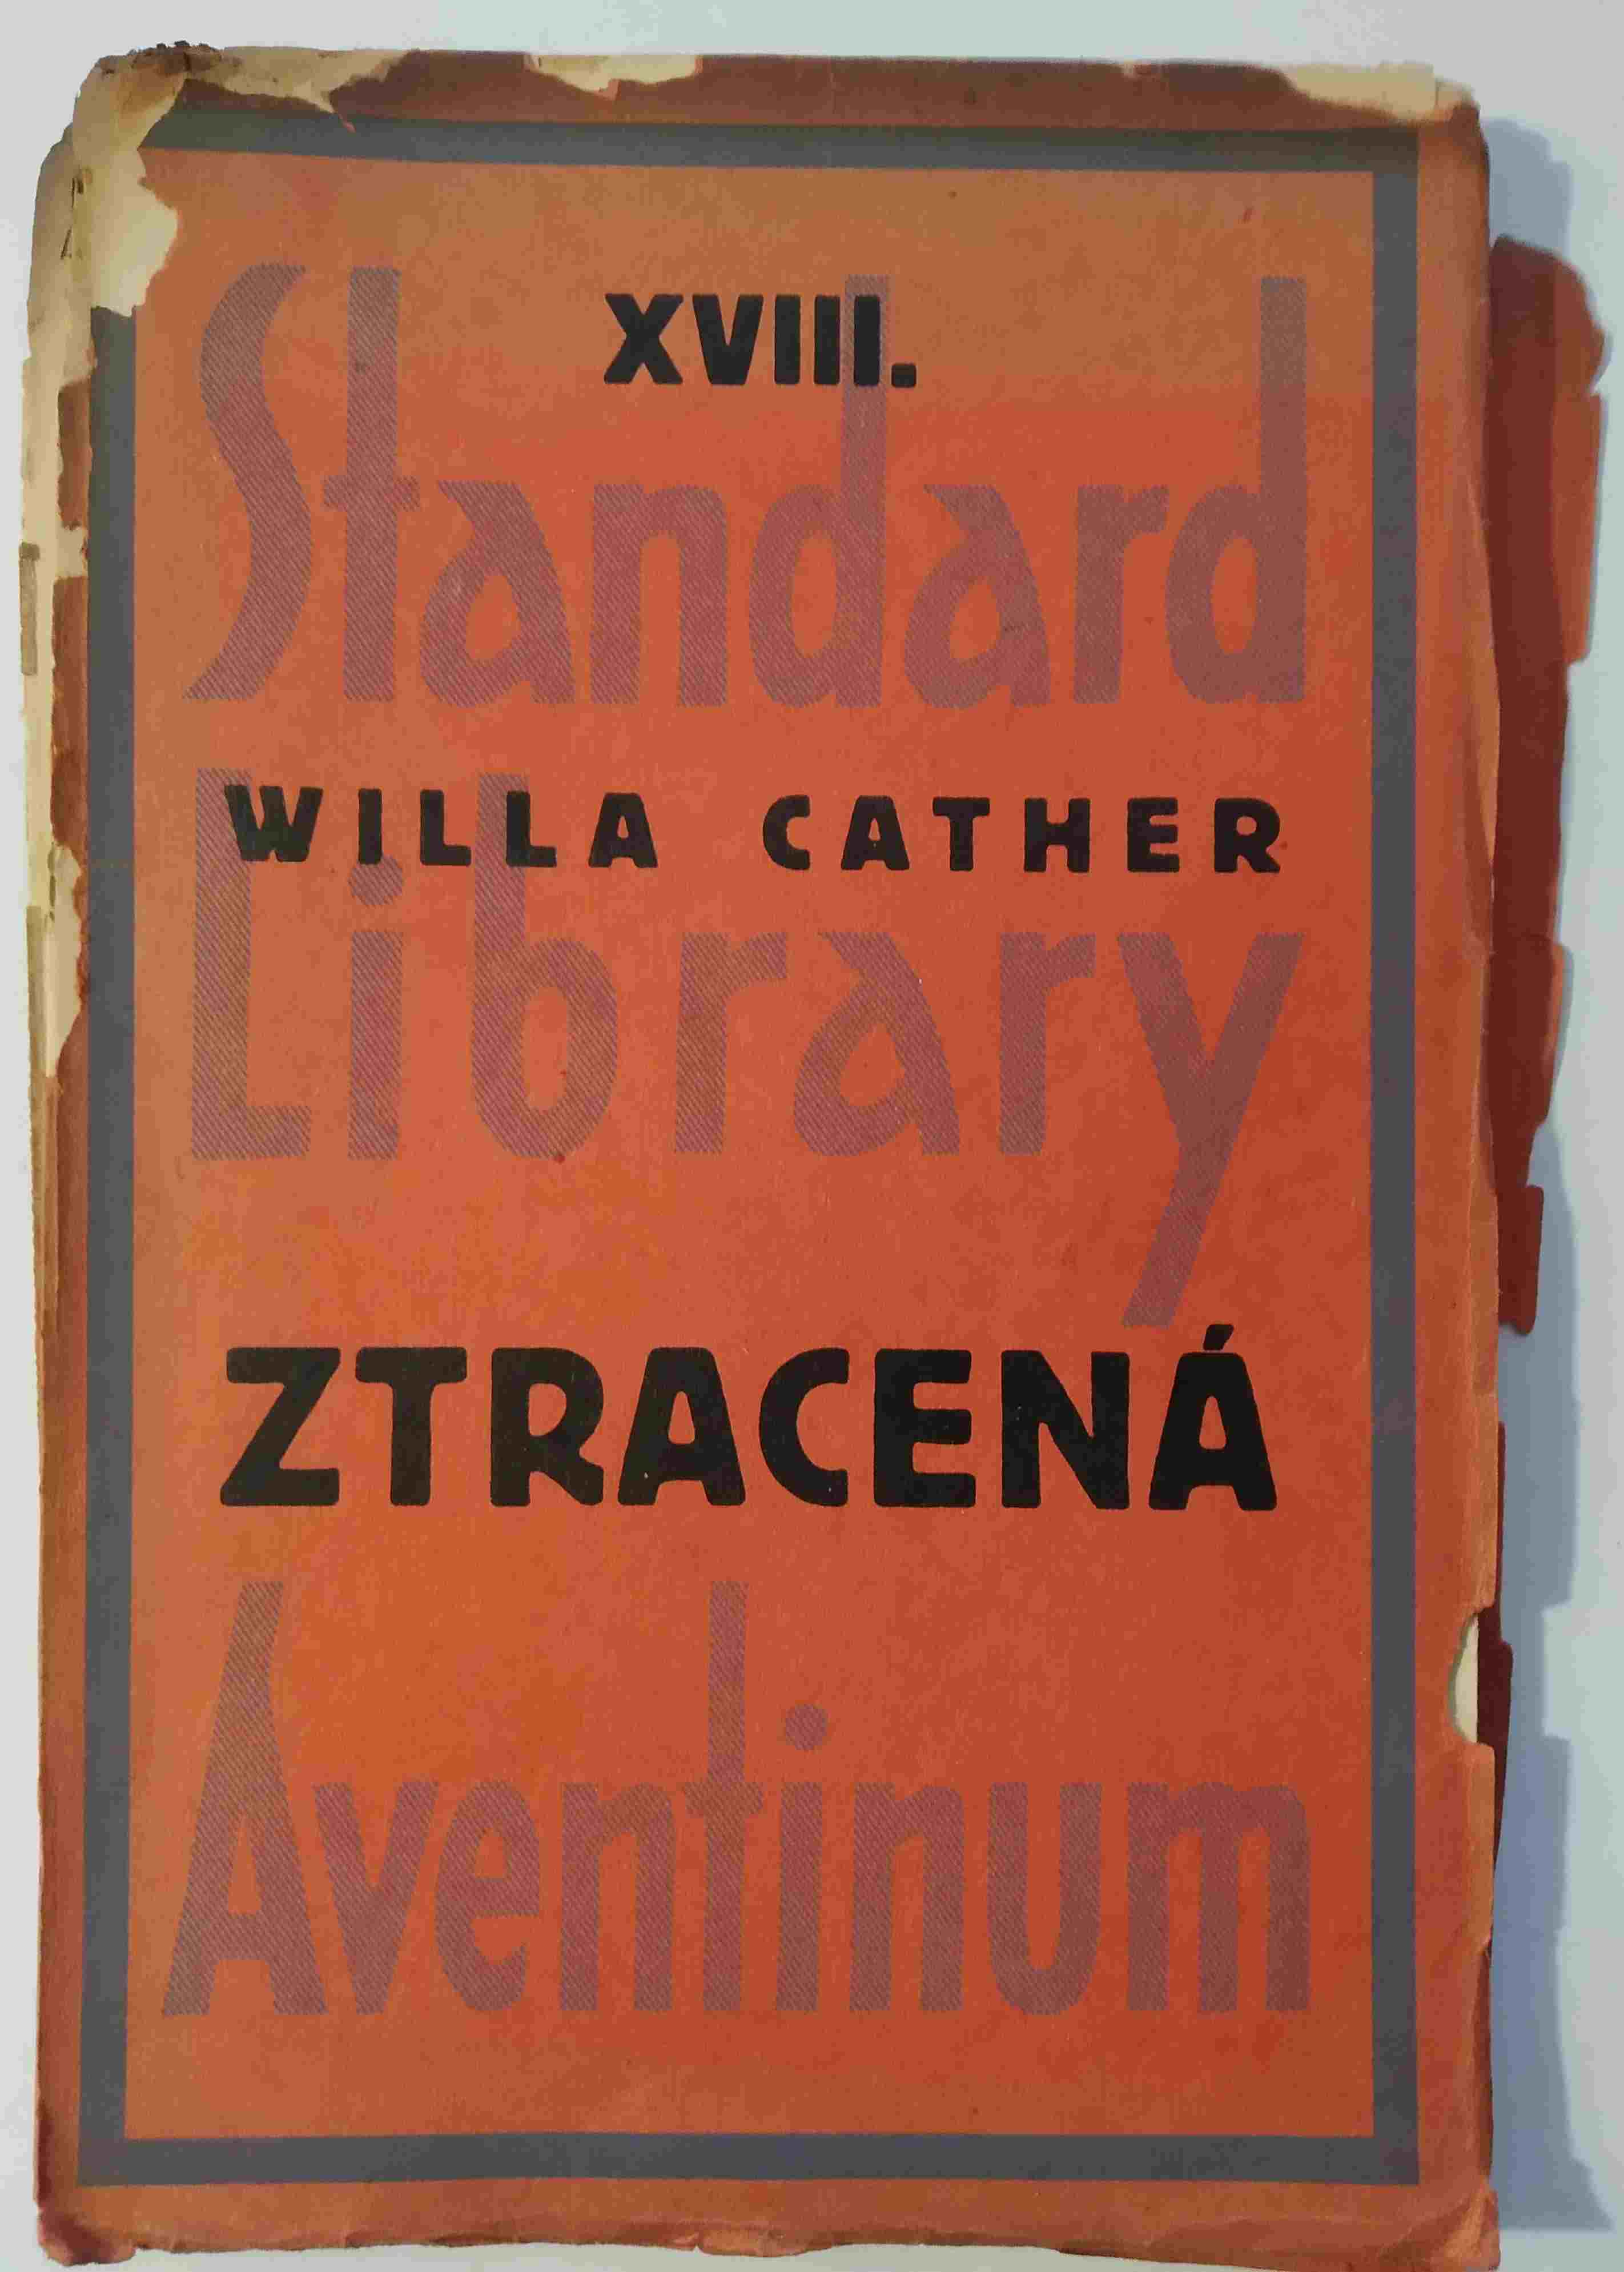 XVIII.
Standard
WILLA CATHER
Library
ZTRACENÁ
Aventinum